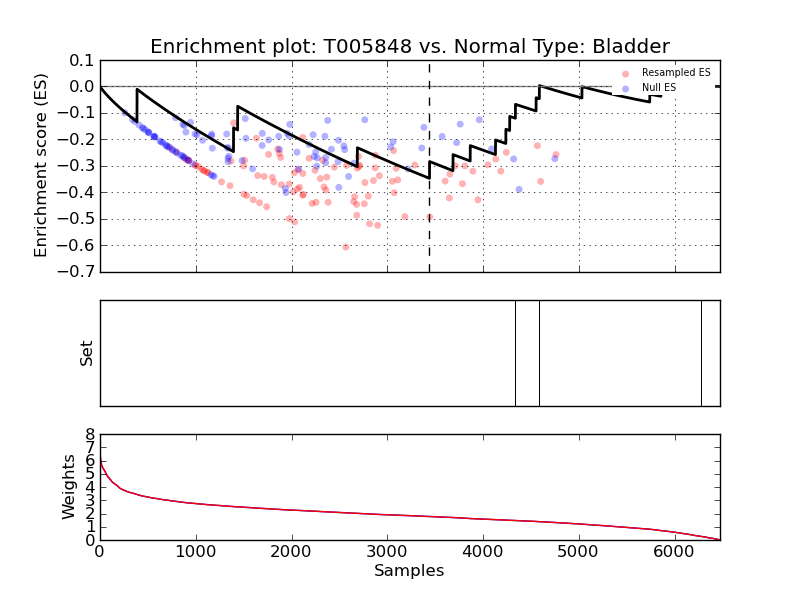 Enrichment plot: T005848 vs. Normal Type: Bladder
Enrichment score (ES)
0.1
0.0
−0.1
−0.2
−0.3
−0.4
−0.5
−0.6
−0.7
Resampled ES
Null ES
Set
Weights
8
7
6
5
4
3
2
1
0
0 1000 2000 3000 4000 5000 6000
Samples